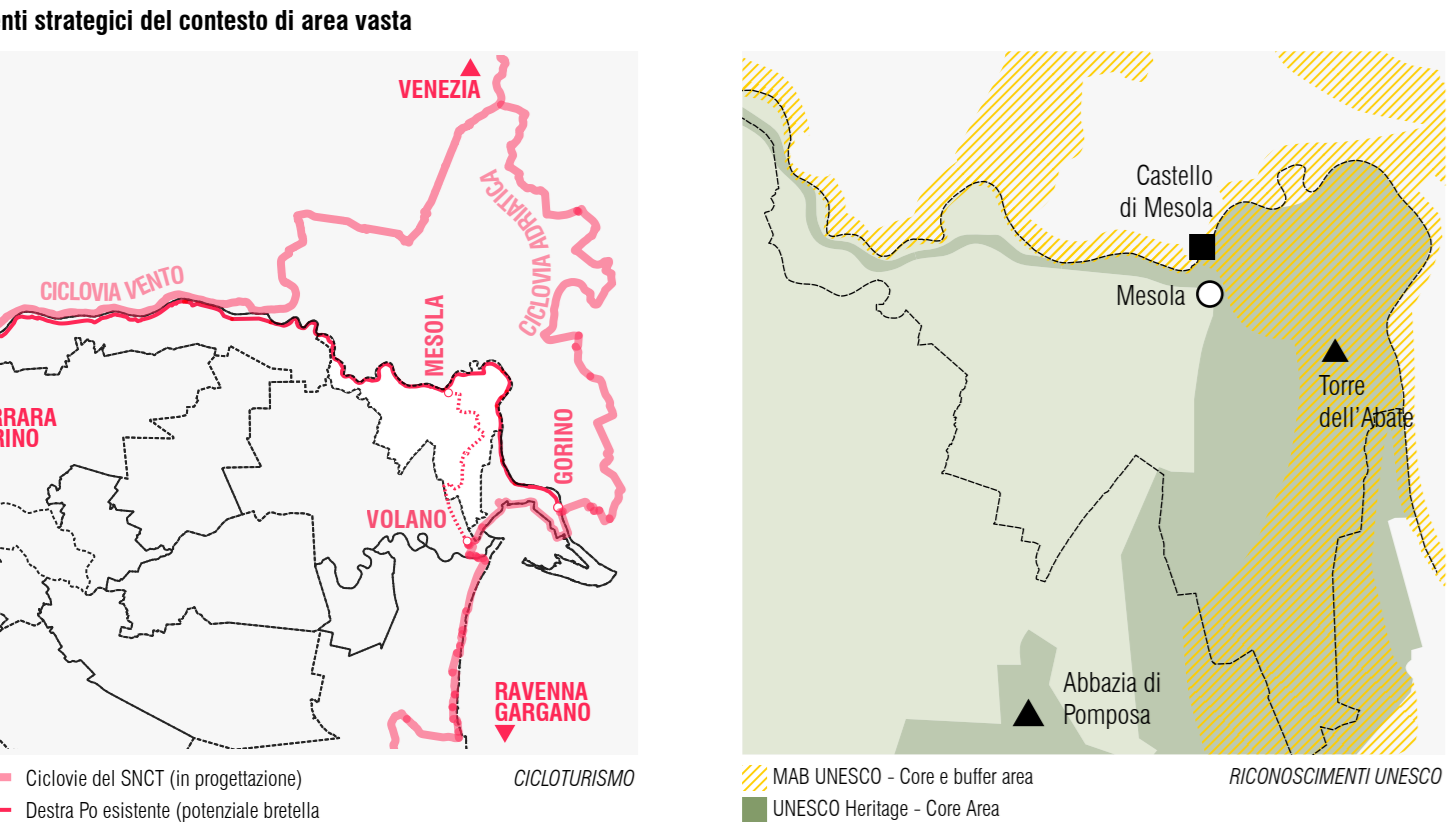 nti strategici del contesto di area vasta
VENEZIA
CICLOVIA ADRIATICA
CICLOVIA VENTO
MESOLA
RRARA
RINO
GORINO
VOLANO
RAVENNA
GARGANO
Ciclovie del SNCT (in progettazione)
CICLOTURISMO
Destra Po esistente (potenziale bretella
Castello
di Mesola
Mesola
Torre
dell'Abate
Abbazia di
Pomposa
MAB UNESCO - Core e buffer area
RICONOSCIMENTI UNESCO
UNESCO Heritage - Core Area